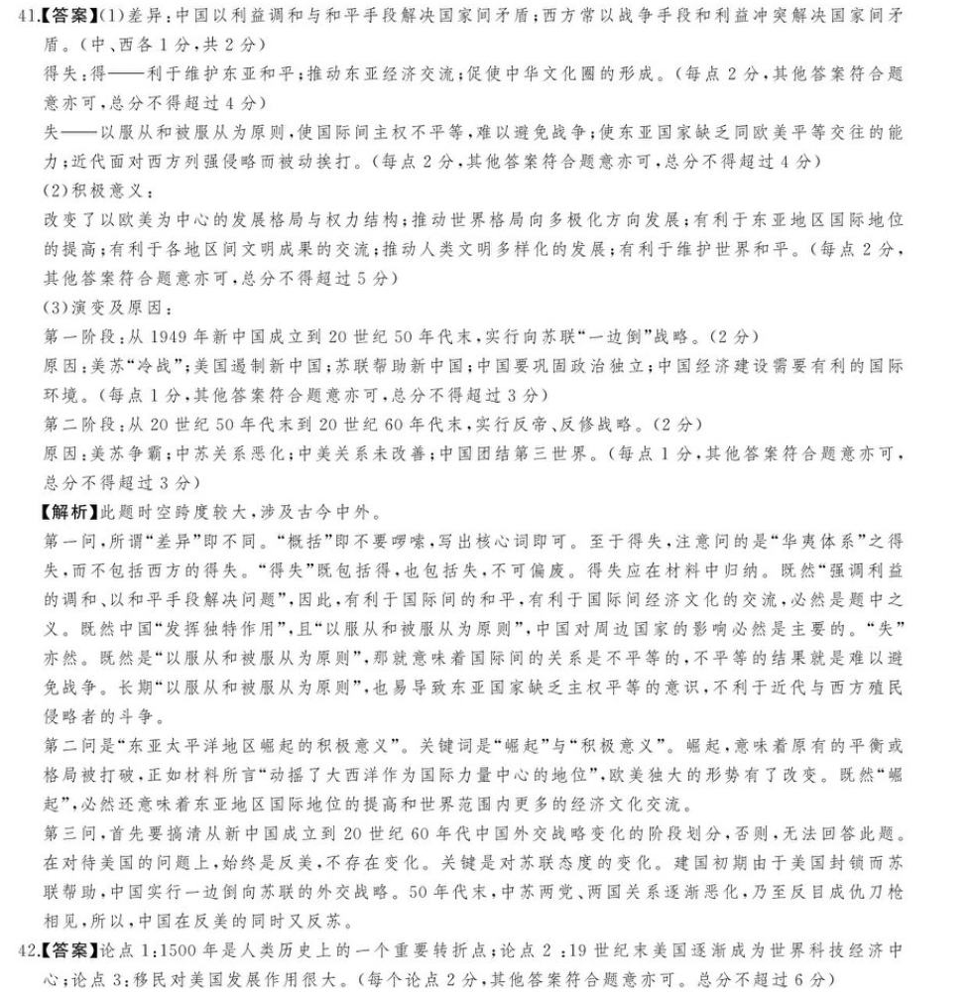 41.【答案】(1)差异:中国以利益调和与和平手段解决国家间矛盾;西方常以战争手段和利益冲突解决国家间矛
盾。(中、西各 1 分,共 2 分)
得失:得——利于维护东亚和平;推动东亚经济交流;促使中华文化圈的形成。(每点 2 分,其他答案符合题
意亦可,总分不得超过 4 分)
失——以服从和被服从为原则,使国际间主权不平等,难以避免战争;使东亚国家缺乏同欧美平等交往的能
力;近代面对西方列强侵略而被动挨打。(每点 2 分,其他答案符合题意亦可,总分不得超过 4 分)
(2)积极意义:
改变了以欧美为中心的发展格局与权力结构;推动世界格局向多极化方向发展;有利于东亚地区国际地位
的提高;有利于各地区间文明成果的交流;推动人类文明多样化的发展;有利于维护世界和平。(每点 2 分,
其他答案符合题意亦可,总分不得超过 5 分)
(3)演变及原因:
第一阶段:从 1949 年新中国成立到 20 世纪 50 年代末,实行向苏联“一边倒”战略。(2 分)
原因:美苏“冷战”;美国遏制新中国;苏联帮助新中国;中国要巩固政治独立;中国经济建设需要有利的国际
环境。(每点 1 分,其他答案符合题意亦可,总分不得超过 3 分)
第二阶段:从 20 世纪 50 年代末到 20 世纪 60 年代末,实行反帝、反修战略。(2 分)
原因:美苏争霸;中苏关系恶化;中美关系未改善;中国团结第三世界。(每点 1 分,其他答案符合题意亦可,
总分不得超过 3 分)
【解析】此题时空跨度较大,涉及古今中外。
第一问,所谓“差异”即不同。“概括”即不要啰嗦,写出核心词即可。至于得失,注意问的是“华夷体系”之得
失,而不包括西方的得失。“得失”既包括得,也包括失,不可偏废。得失应在材料中归纳。既然“强调利益
的调和、以和平手段解决问题”,因此,有利于国际间的和平,有利于国际间经济文化的交流,必然是题中之
义。既然中国“发挥独特作用”,且“以服从和被服从为原则”,中国对周边国家的影响必然是主要的。“失”
亦然。既然是“以服从和被服从为原则”,那就意味着国际间的关系是不平等的,不平等的结果就是难以避
免战争。长期“以服从和被服从为原则”,也易导致东亚国家缺乏主权平等的意识,不利于近代与西方殖民
侵略者的斗争。
第二问是“东亚太平洋地区崛起的积极意义”。关键词是“崛起”与“积极意义”。崛起,意味着原有的平衡或
格局被打破,正如材料所言“动摇了大西洋作为国际力量中心的地位”,欧美独大的形势有了改变。既然“崛
起”,必然还意味着东亚地区国际地位的提高和世界范围内更多的经济文化交流。
第三问,首先要搞清从新中国成立到 20 世纪 60 年代中国外交战略变化的阶段划分,否则,无法回答此题。
在对待美国的问题上,始终是反美,不存在变化。关键是对苏联态度的变化。建国初期由于美国封锁而苏
联帮助,中国实行一边倒向苏联的外交战略。50 年代末,中苏两党、两国关系逐渐恶化,乃至反目成仇刀枪
相见,所以,中国在反美的同时又反苏。
42.【答案】论点 1:1500 年是人类历史上的一个重要转折点;论点 2 :19 世纪末美国逐渐成为世界科技经济中
心;论点 3:移民对美国发展作用很大。(每个论点 2 分,其他答案符合题意亦可。总分不超过 6 分)